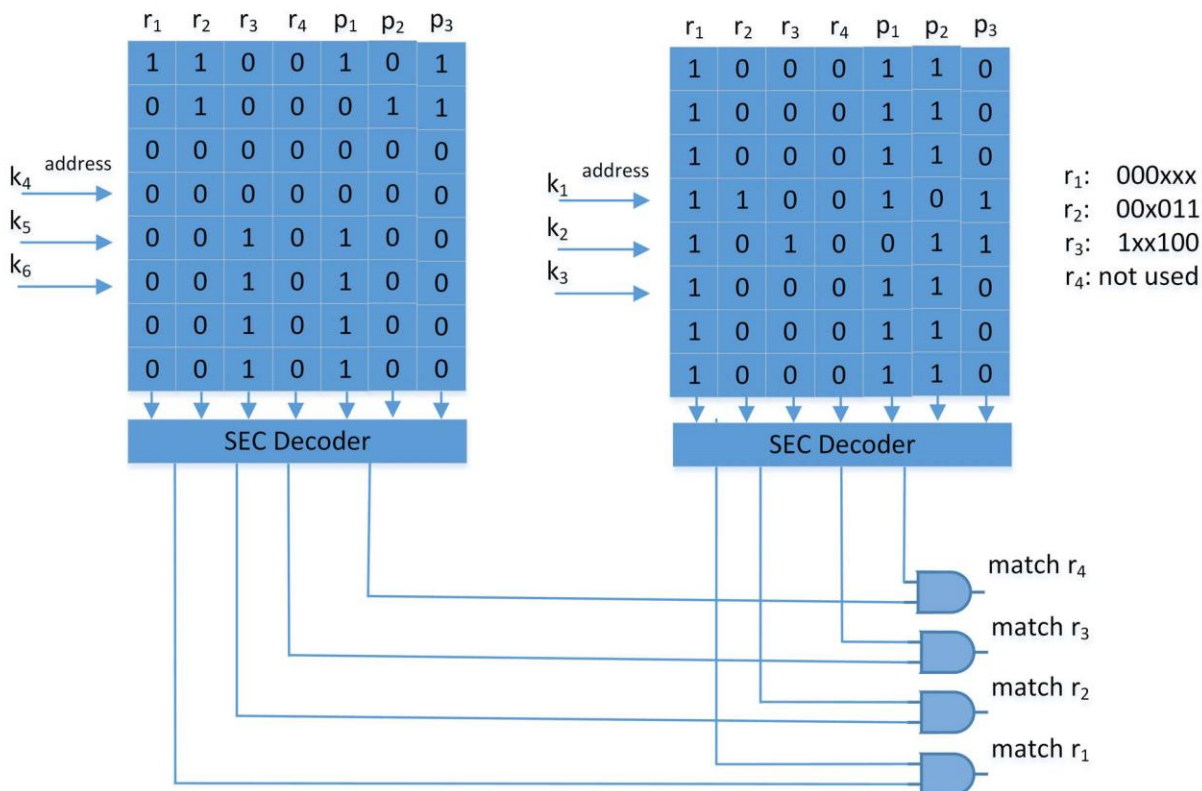 r₁ r₂ r₃ r₄ p₁ p₂ p₃
1 1 0 0 1 0 1
0 1 0 0 0 1 1
0 0 0 0 0 0 0
0 0 0 0 0 0 0
0 0 1 0 1 0 0
0 0 1 0 1 0 0
0 0 1 0 1 0 0
0 0 1 0 1 0 0
k₄ address
k₅
k₆
SEC Decoder
r₁ r₂ r₃ r₄ p₁ p₂ p₃
1 0 0 0 1 1 0
1 0 0 0 1 1 0
1 0 0 0 1 1 0
1 1 0 0 1 0 1
1 0 1 0 0 1 1
1 0 0 0 1 1 0
1 0 0 0 1 1 0
1 0 0 0 1 1 0
k₁ address
k₂
k₃
SEC Decoder
r₁: 000xxx
r₂: 00x011
r₃: 1xx100
r₄: not used
match r₄
match r₃
match r₂
match r₁